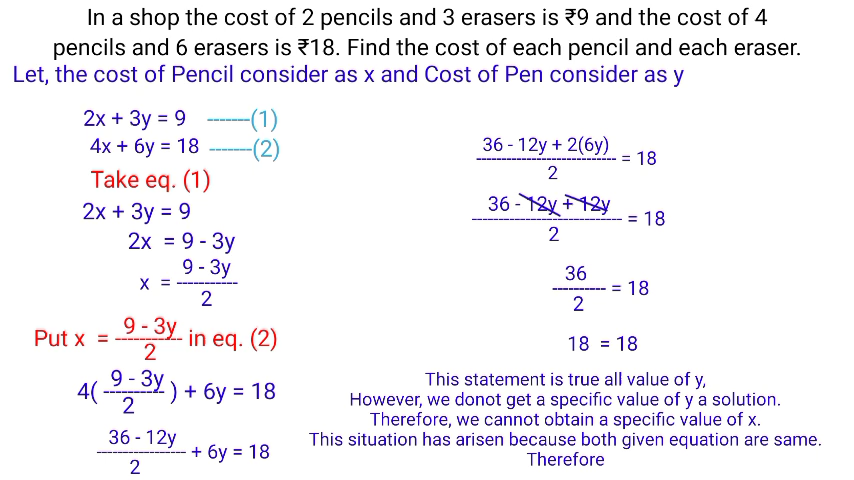 In a shop the cost of 2 pencils and 3 erasers is ₹9 and the cost of 4
pencils and 6 erasers is ₹18. Find the cost of each pencil and each eraser.
Let, the cost of Pencil consider as x and Cost of Pen consider as y
2x + 3y = 9 -------(1)
4x + 6y = 18 -------(2)
Take eq. (1)
2x + 3y = 9
2x = 9 - 3y
x = 9 - 3y
-----------
2
Put x = 9 - 3y
-----------
2 in eq. (2)
4( 9 - 3y
-----------
2 ) + 6y = 18
36 - 12y
-----------------
2 + 6y = 18
36 - 12y + 2(6y)
---------------------------
2 = 18
36 - 12y + 12y
-----------------------------
2 = 18
36
----------
2 = 18
18 = 18
This statement is true all value of y,
However, we donot get a specific value of y a solution.
Therefore, we cannot obtain a specific value of x.
This situation has arisen because both given equation are same.
Therefore